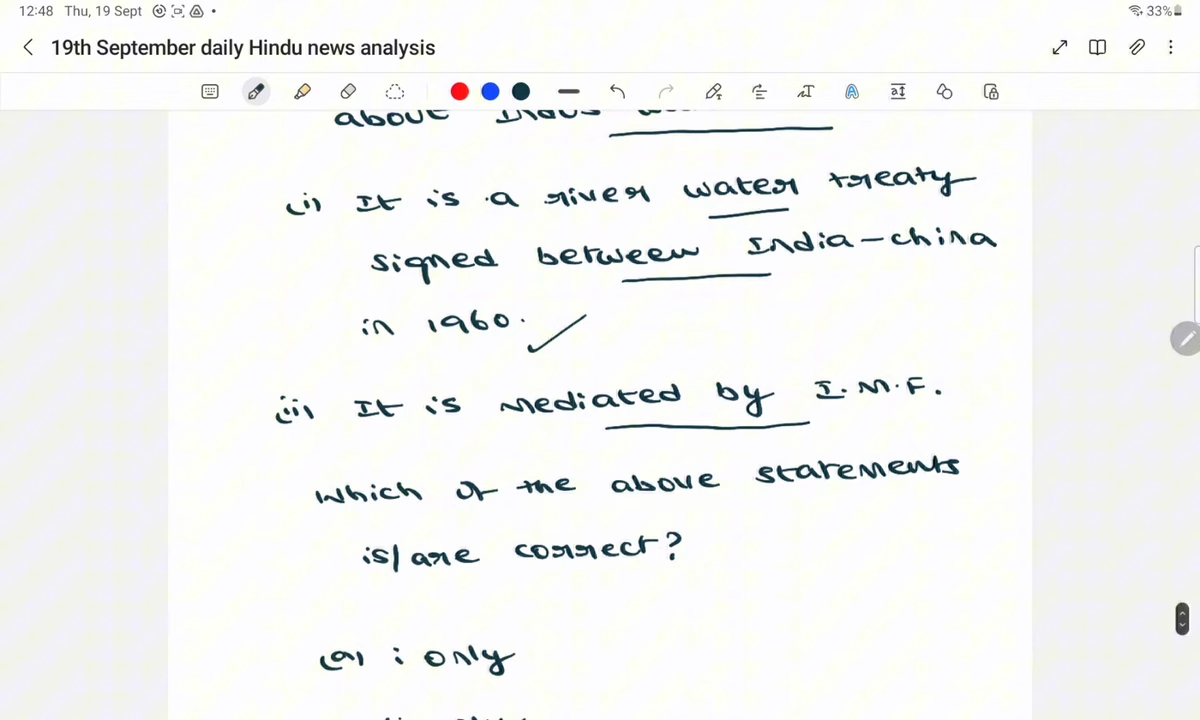 12:48 Thu, 19 Sept
33%
19th September daily Hindu news analysis
about Indus
(i) It is a river water treaty
signed between India-china
in 1960.
(ii) It is Mediated by I.M.F.
Which of the above statements
is/are correct?
(a) i only